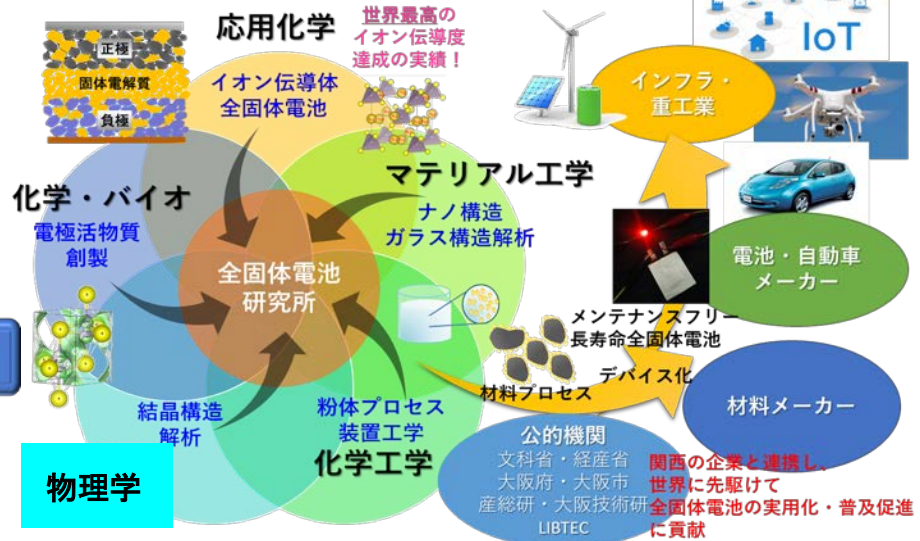 応用化学
世界最高の
イオン伝導度
達成の実績！
正極
固体電解質
負極
イオン伝導体
全固体電池
IoT
インフラ・
重工業
化学・バイオ
電極活物質
創製
マテリアル工学
ナノ構造
ガラス構造解析
全固体電池
研究所
電池・自動車
メーカー
メンテナンスフリー
長寿命全固体電池
デバイス化
材料プロセス
材料メーカー
結晶構造
解析
粉体プロセス
装置工学
化学工学
物理学
公的機関
文科省・経産省
大阪府・大阪市
産総研・大阪技術研
LIBTEC
関西の企業と連携し、
世界に先駆けて
全固体電池の実用化・普及促進
に貢献